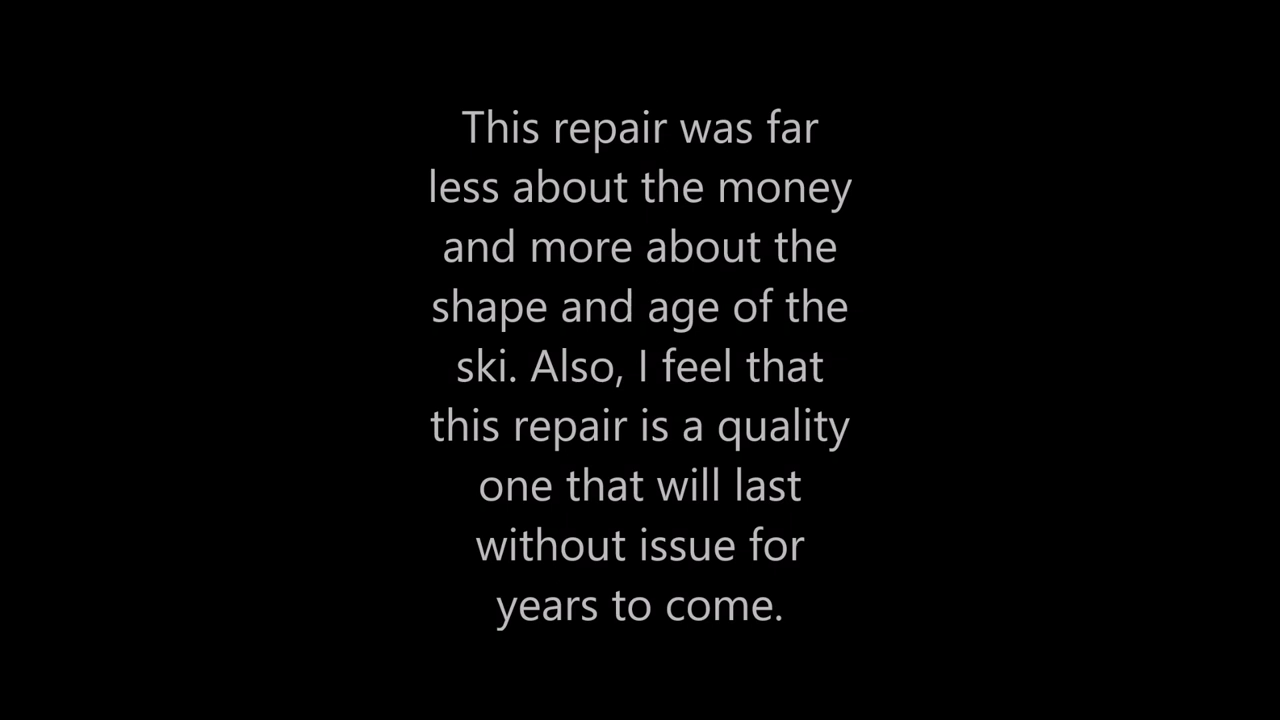 This repair was far
less about the money
and more about the
shape and age of the
ski. Also, I feel that
this repair is a quality
one that will last
without issue for
years to come.